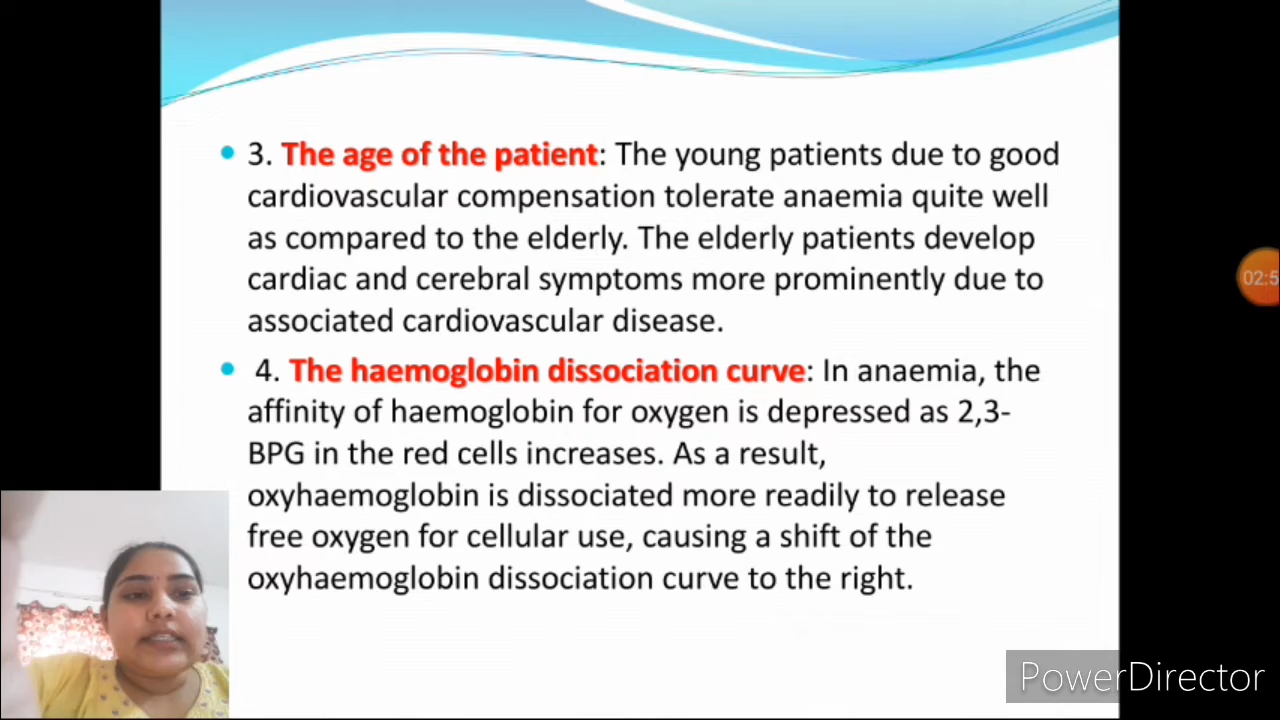 3. The age of the patient: The young patients due to good
cardiovascular compensation tolerate anaemia quite well
as compared to the elderly. The elderly patients develop
cardiac and cerebral symptoms more prominently due to
associated cardiovascular disease.
4. The haemoglobin dissociation curve: In anaemia, the
affinity of haemoglobin for oxygen is depressed as 2,3-
BPG in the red cells increases. As a result,
oxyhaemoglobin is dissociated more readily to release
free oxygen for cellular use, causing a shift of the
oxyhaemoglobin dissociation curve to the right.
02:5
PowerDirector